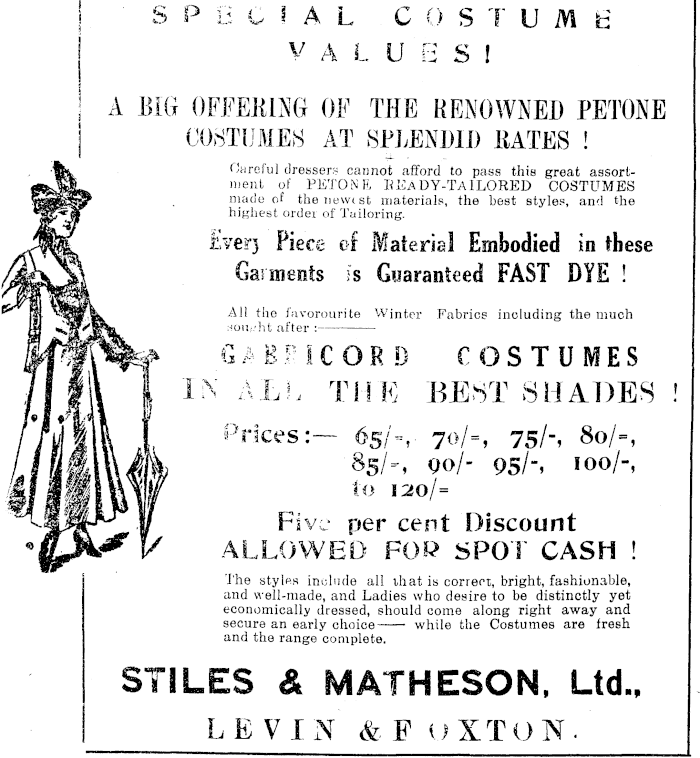 SPECIAL COSTUME
VALUES!
A BIG OFFERING OF THE RENOWNED PETONE
COSTUMES AT SPLENDID RATES !
Careful dressers cannot afford to pass this great assort-
ment of PETONE READY-TAILORED COSTUMES
made of the newest materials, the best styles, and the
highest order of Tailoring.
Every Piece of Material Embodied in these
Garments is Guaranteed FAST DYE !
All the favorourite Winter Fabrics including the much
sought after :———
GABRICORD COSTUMES
IN ALL THE BEST SHADES !
Prices:— 65/-, 70/=, 75/-, 80/=,
85/-, 90/- 95/-, 100/-,
to 120/=
Five per cent Discount
ALLOWED FOR SPOT CASH !
The styles include all that is correct, bright, fashionable,
and well-made, and Ladies who desire to be distinctly yet
economically dressed, should come along right away and
secure an early choice—— while the Costumes are fresh
and the range complete.
STILES & MATHESON, Ltd.,
LEVIN & FOXTON.